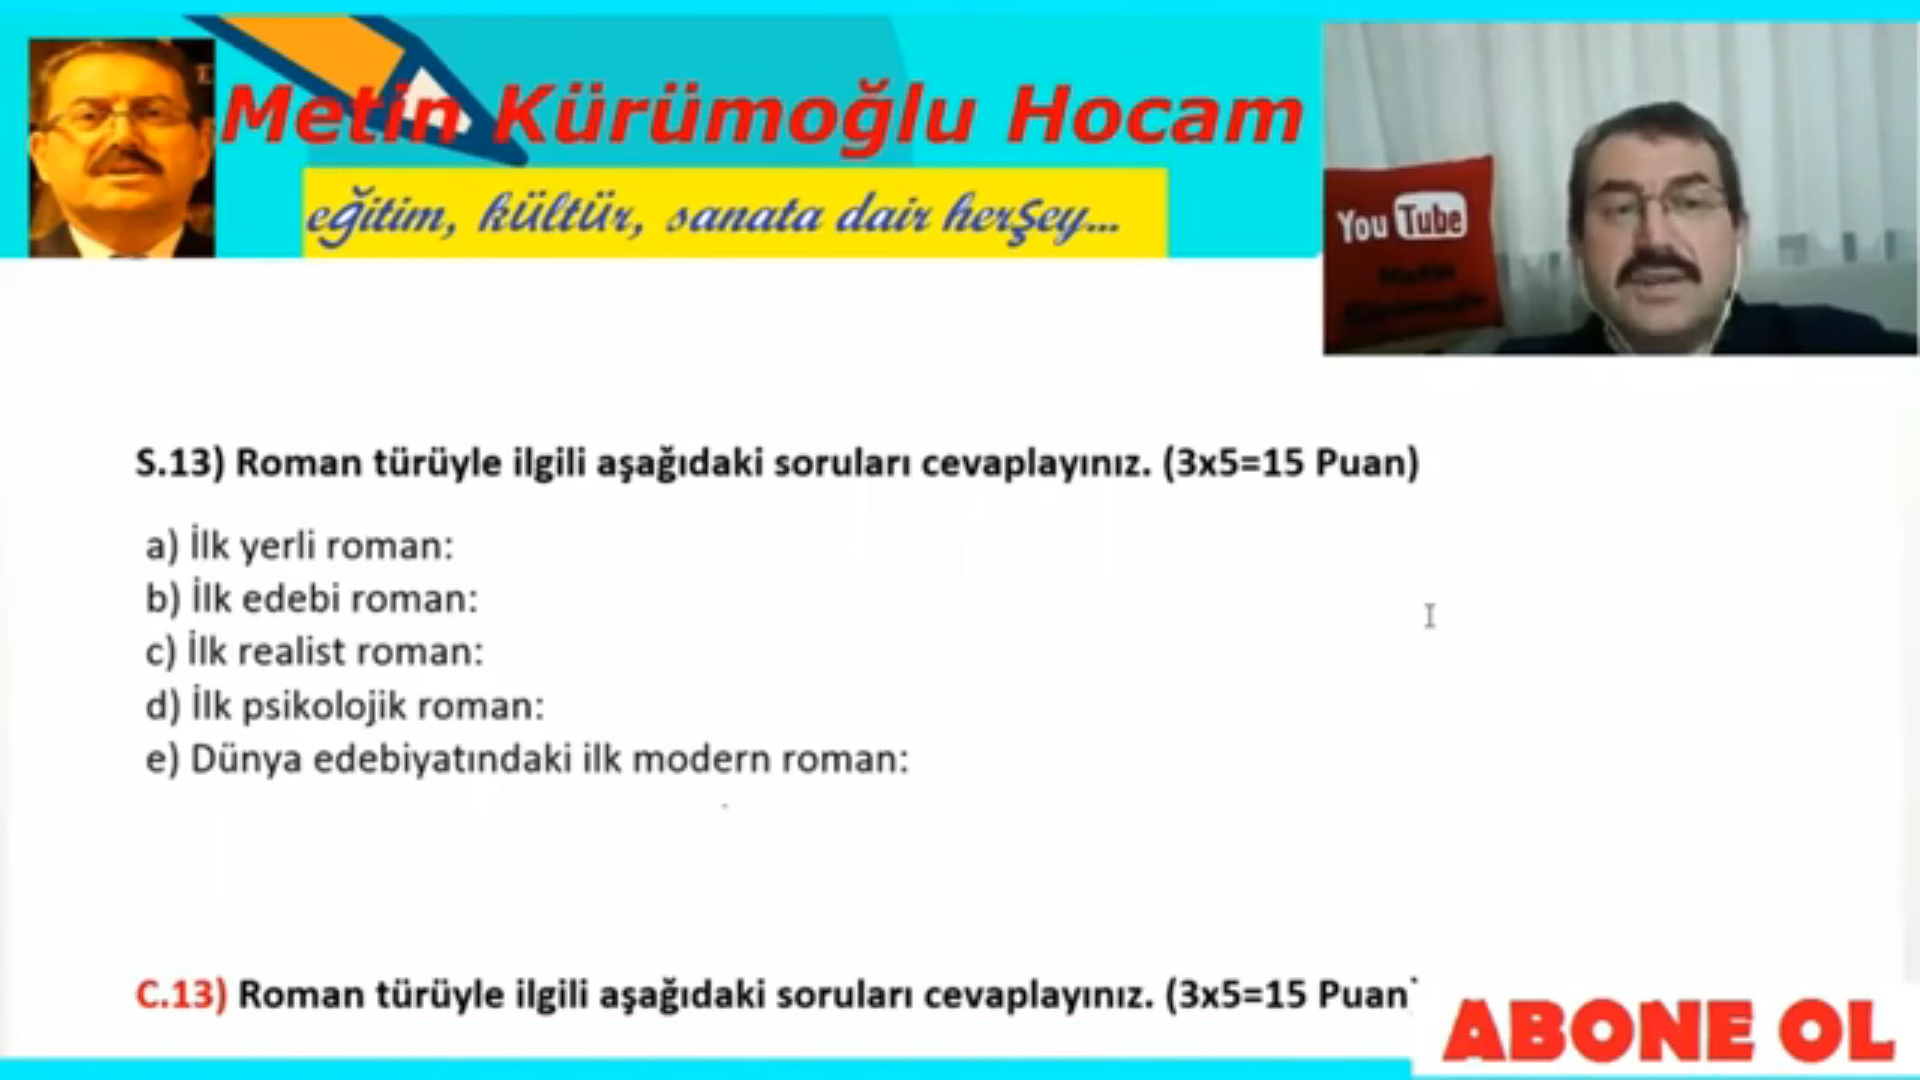 Metin Kürümoğlu Hocam
eğitim, kültür, sanata dair herşey...
You Tube
S.13) Roman türüyle ilgili aşağıdaki soruları cevaplayınız. (3x5=15 Puan)
a) İlk yerli roman:
b) İlk edebi roman:
c) İlk realist roman:
d) İlk psikolojik roman:
e) Dünya edebiyatındaki ilk modern roman:
C.13) Roman türüyle ilgili aşağıdaki soruları cevaplayınız. (3x5=15 Puan
ABONE OL